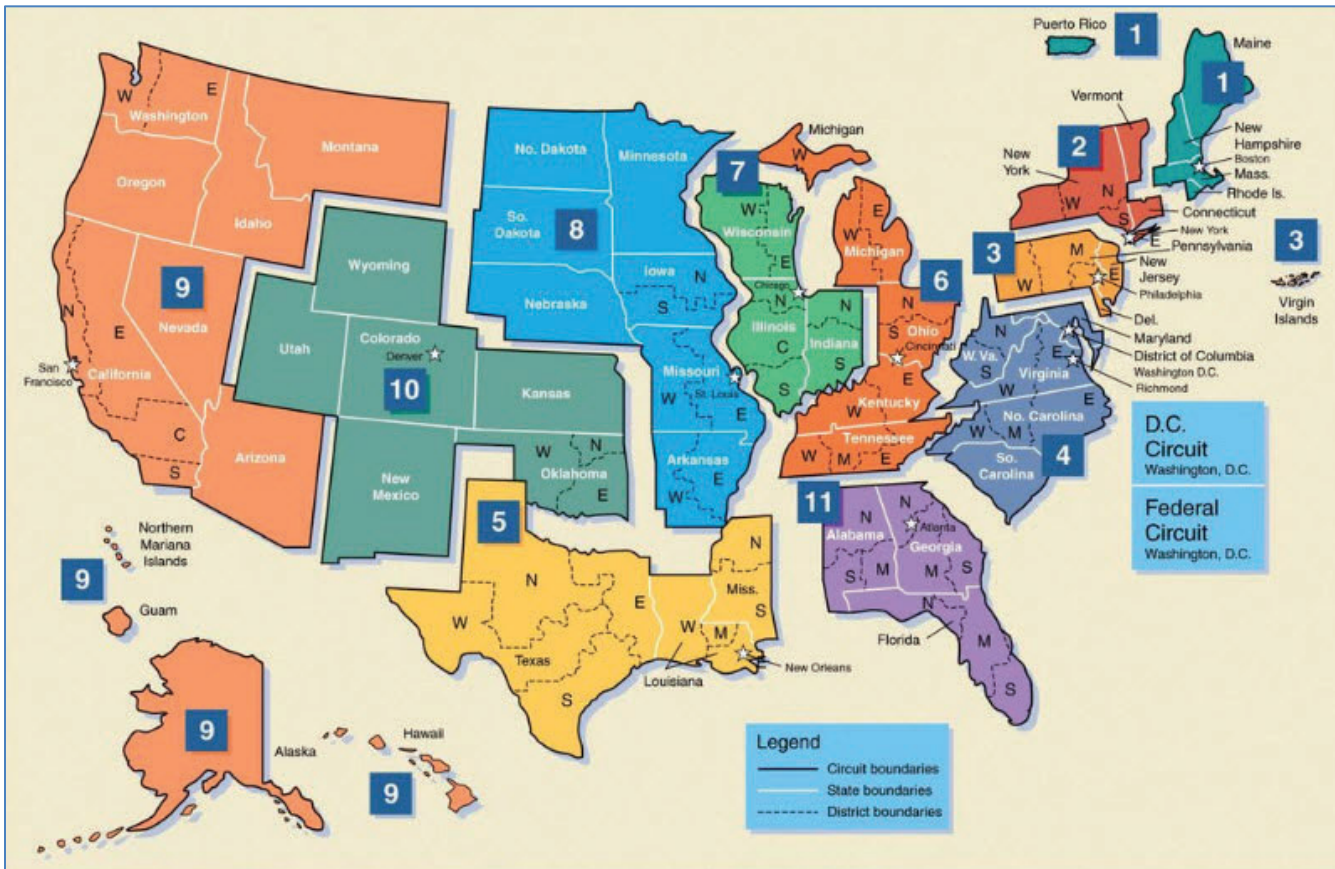 Puerto Rico
1
Maine
1
Vermont
New
Hampshire
Boston
Mass.
Rhode Is.
2
New
York
W
N
S
E
Connecticut
New York
3
W
M
E
Pennsylvania
New
Jersey
Philadelphia
Del.
3
Virgin
Islands
Maryland
District of Columbia
Washington D.C.
Richmond
N
W. Va.
S
E
Virginia
W
No. Carolina
W
M
E
So.
Carolina
4
D.C.
Circuit
Washington, D.C.
Federal
Circuit
Washington, D.C.
Michigan
W
E
W
Michigan
6
N
S
Ohio
Cincinnati
E
W
Kentucky
Tennessee
W
M
E
7
W
Wisconsin
E
Chicago
N
Illinois
C
S
N
Indiana
S
No. Dakota
Minnesota
So.
Dakota
8
Iowa
N
S
Nebraska
Missouri
St. Louis
W
E
Arkansas
E
W
W
E
Washington
Montana
Oregon
Idaho
9
Nevada
N
E
San
Francisco
California
C
S
Arizona
Wyoming
Utah
Colorado
Denver
10
Kansas
New
Mexico
W
N
Oklahoma
E
5
N
W
E
Texas
S
W
Louisiana
N
Miss.
S
M
New Orleans
11
N
Alabama
S
M
N
Atlanta
Georgia
M
S
N
Florida
M
S
Northern
Mariana
Islands
9
Guam
9
Alaska
Hawaii
9
Legend
Circuit boundaries
State boundaries
District boundaries